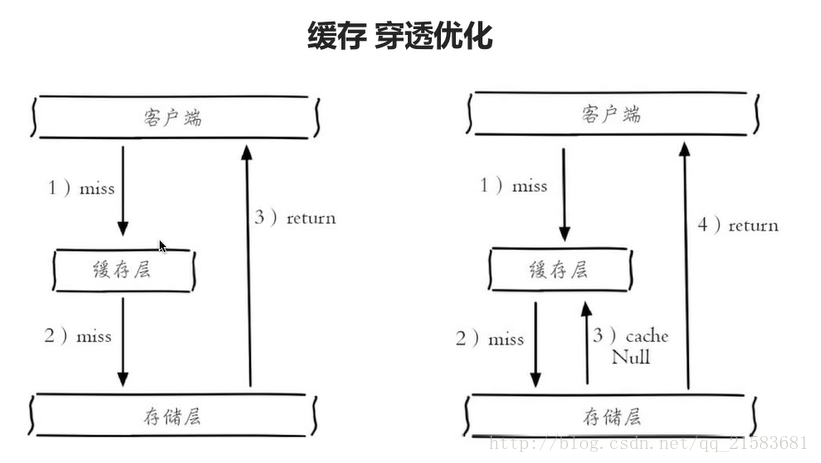 缓存 穿透优化
客户端
1）miss
3）return
缓存层
2）miss
存储层
客户端
1）miss
4）return
缓存层
2）miss
3）cache
Null
存储层
http://blog.csdn.net/qq_21583681